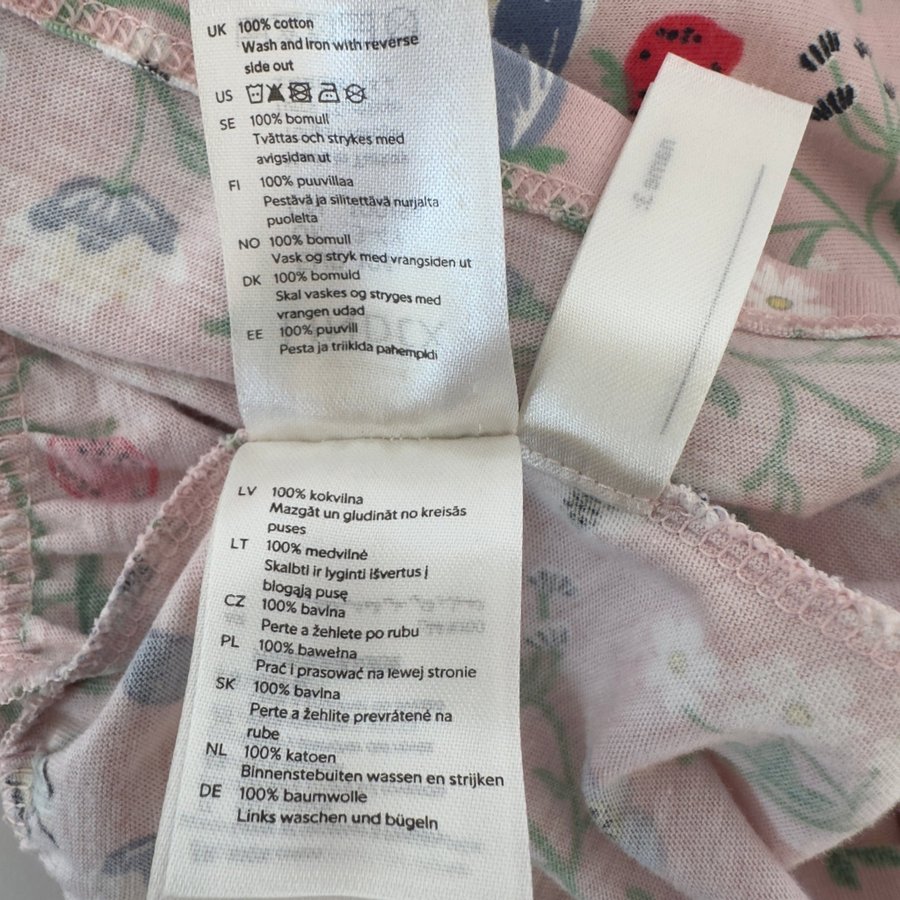 UK 100% cotton
Wash and iron with reverse
side out
US
SE 100% bomull
Tvättas och strykes med
avigsidan ut
FI 100% puuvillaa
Pestävä ja silitettävä nurjalta
puolelta
NO 100% bomull
Vask og stryk med vrangsiden ut
DK 100% bomuld
Skal vaskes og stryges med
vrangen udad
EE 100% puuvill
Pesta ja triikida pahempidi
LV 100% kokvilna
Mazgāt un gludināt no kreisās
puses
LT 100% medvilnė
Skalbti ir lyginti išvertus į
blogąją pusę
CZ 100% bavlna
Perte a žehlete po rubu
PL 100% bawełna
Prać i prasować na lewej stronie
SK 100% bavlna
Perte a žehlite prevrátené na
rube
NL 100% katoen
Binnenstebuiten wassen en strijken
DE 100% baumwolle
Links waschen und bügeln